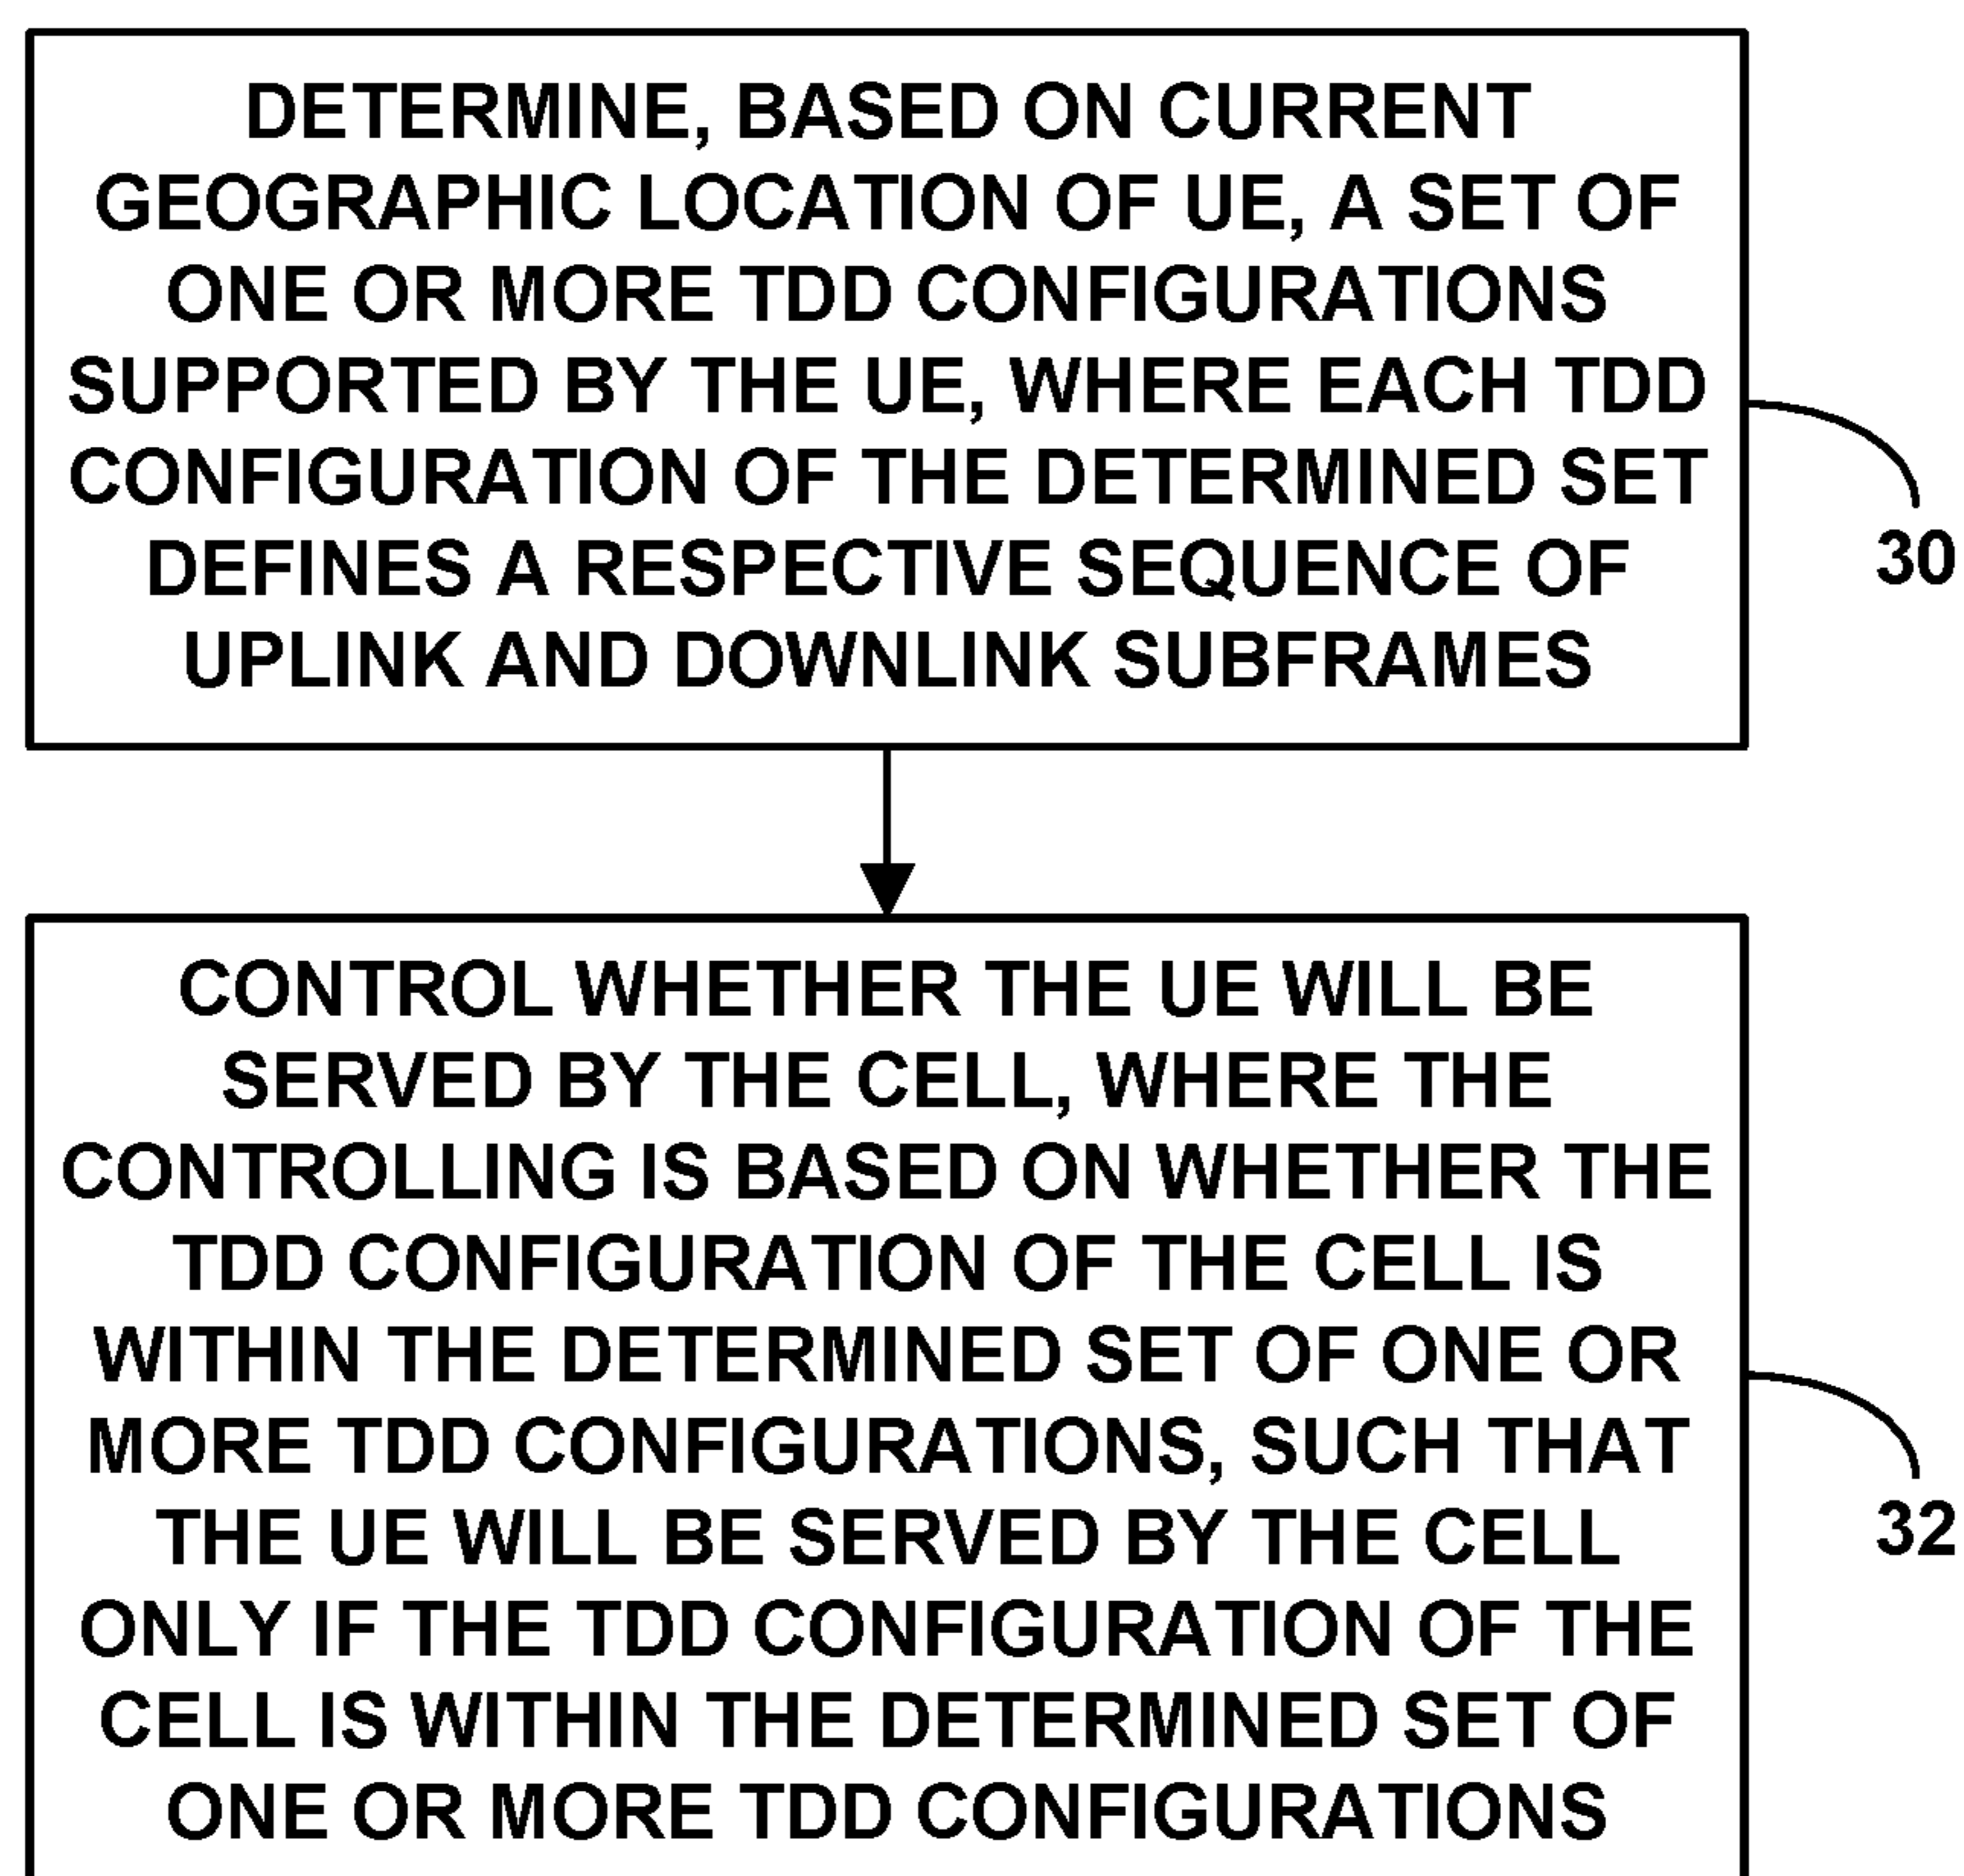 DETERMINE, BASED ON CURRENT
GEOGRAPHIC LOCATION OF UE, A SET OF
ONE OR MORE TDD CONFIGURATIONS
SUPPORTED BY THE UE, WHERE EACH TDD
CONFIGURATION OF THE DETERMINED SET
DEFINES A RESPECTIVE SEQUENCE OF
UPLINK AND DOWNLINK SUBFRAMES
30
CONTROL WHETHER THE UE WILL BE
SERVED BY THE CELL, WHERE THE
CONTROLLING IS BASED ON WHETHER THE
TDD CONFIGURATION OF THE CELL IS
WITHIN THE DETERMINED SET OF ONE OR
MORE TDD CONFIGURATIONS, SUCH THAT
THE UE WILL BE SERVED BY THE CELL
ONLY IF THE TDD CONFIGURATION OF THE
CELL IS WITHIN THE DETERMINED SET OF
ONE OR MORE TDD CONFIGURATIONS
32